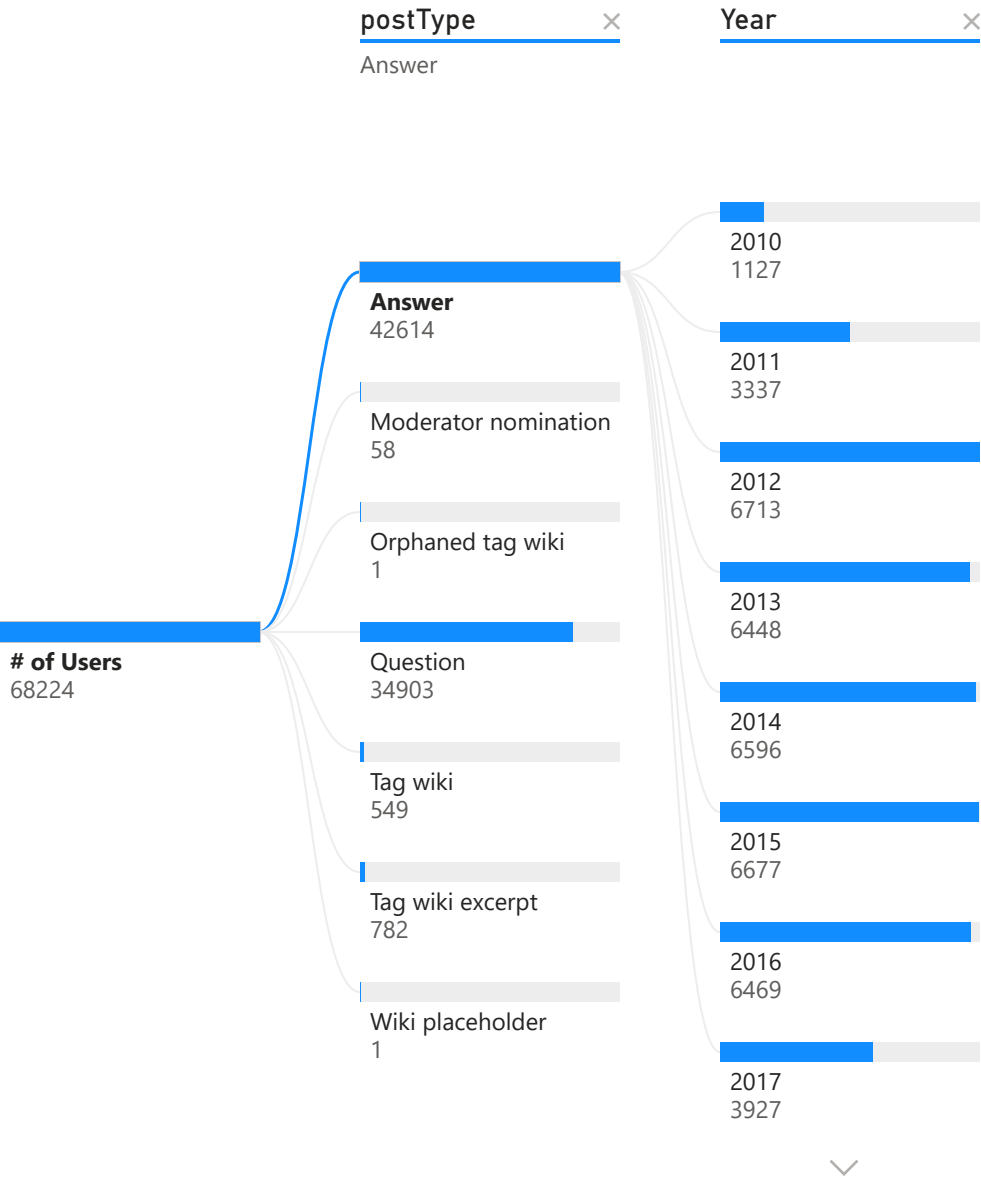 postType
Answer
Year
# of Users
68224
Answer
42614
Moderator nomination
58
Orphaned tag wiki
1
Question
34903
Tag wiki
549
Tag wiki excerpt
782
Wiki placeholder
1
2010
1127
2011
3337
2012
6713
2013
6448
2014
6596
2015
6677
2016
6469
2017
3927